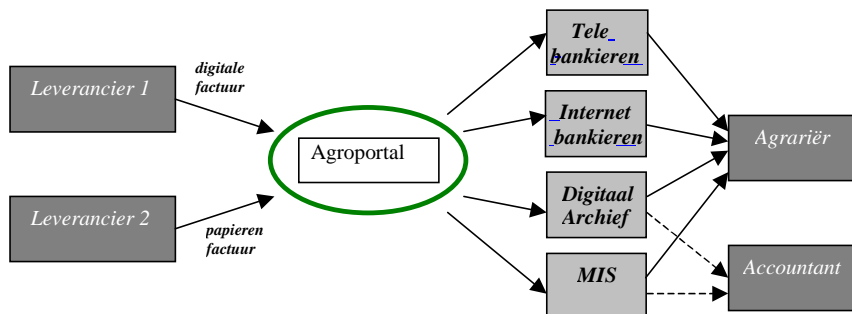 Leverancier 1
digitale
factuur
Leverancier 2
papieren
factuur
Agroportal
Tele
bankieren
Internet
bankieren
Digitaal
Archief
MIS
Agrariër
Accountant